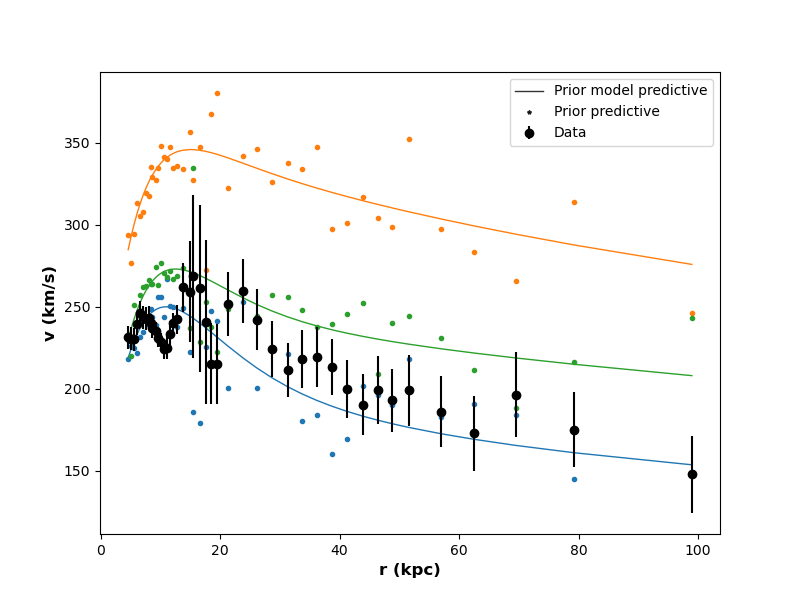 Prior model predictive
Prior predictive
Data
v (km/s)
350
300
250
200
150
0 20 40 60 80 100
r (kpc)